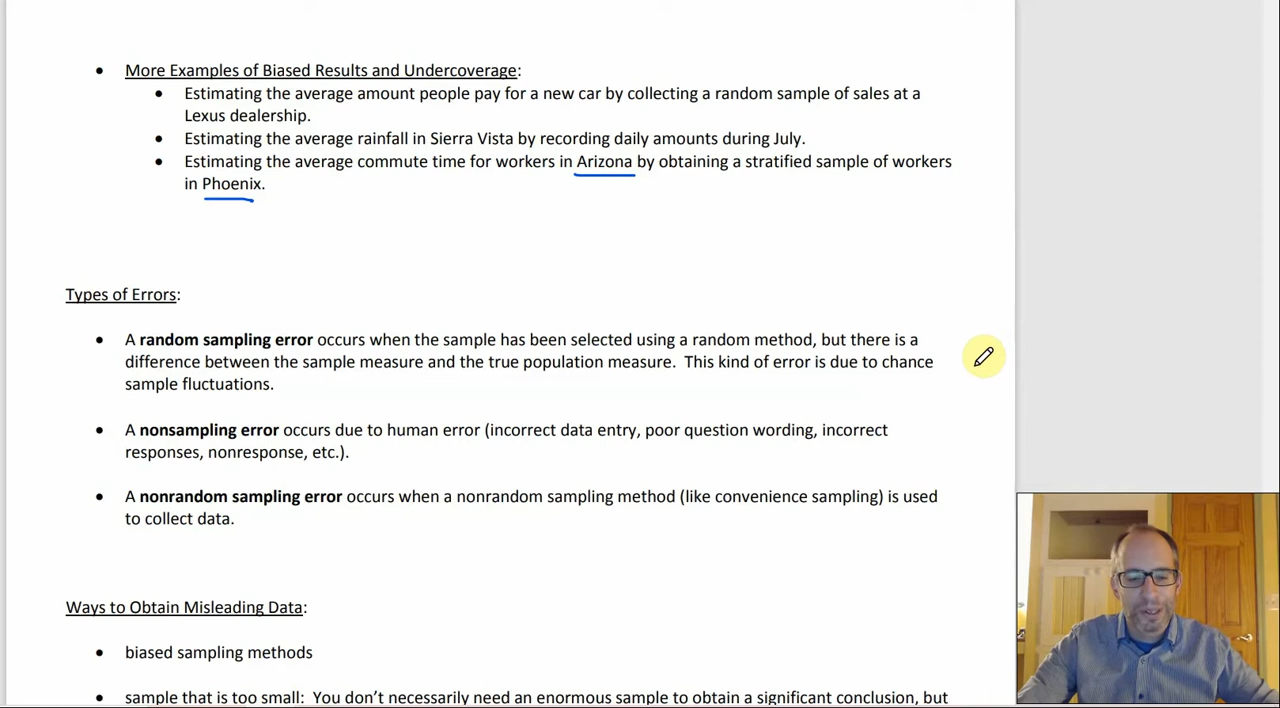 • More Examples of Biased Results and Undercoverage:
• Estimating the average amount people pay for a new car by collecting a random sample of sales at a
Lexus dealership.
• Estimating the average rainfall in Sierra Vista by recording daily amounts during July.
• Estimating the average commute time for workers in Arizona by obtaining a stratified sample of workers
in Phoenix.
Types of Errors:
• A random sampling error occurs when the sample has been selected using a random method, but there is a
difference between the sample measure and the true population measure.  This kind of error is due to chance
sample fluctuations.
• A nonsampling error occurs due to human error (incorrect data entry, poor question wording, incorrect
responses, nonresponse, etc.).
• A nonrandom sampling error occurs when a nonrandom sampling method (like convenience sampling) is used
to collect data.
Ways to Obtain Misleading Data:
• biased sampling methods
• sample that is too small:  You don’t necessarily need an enormous sample to obtain a significant conclusion, but